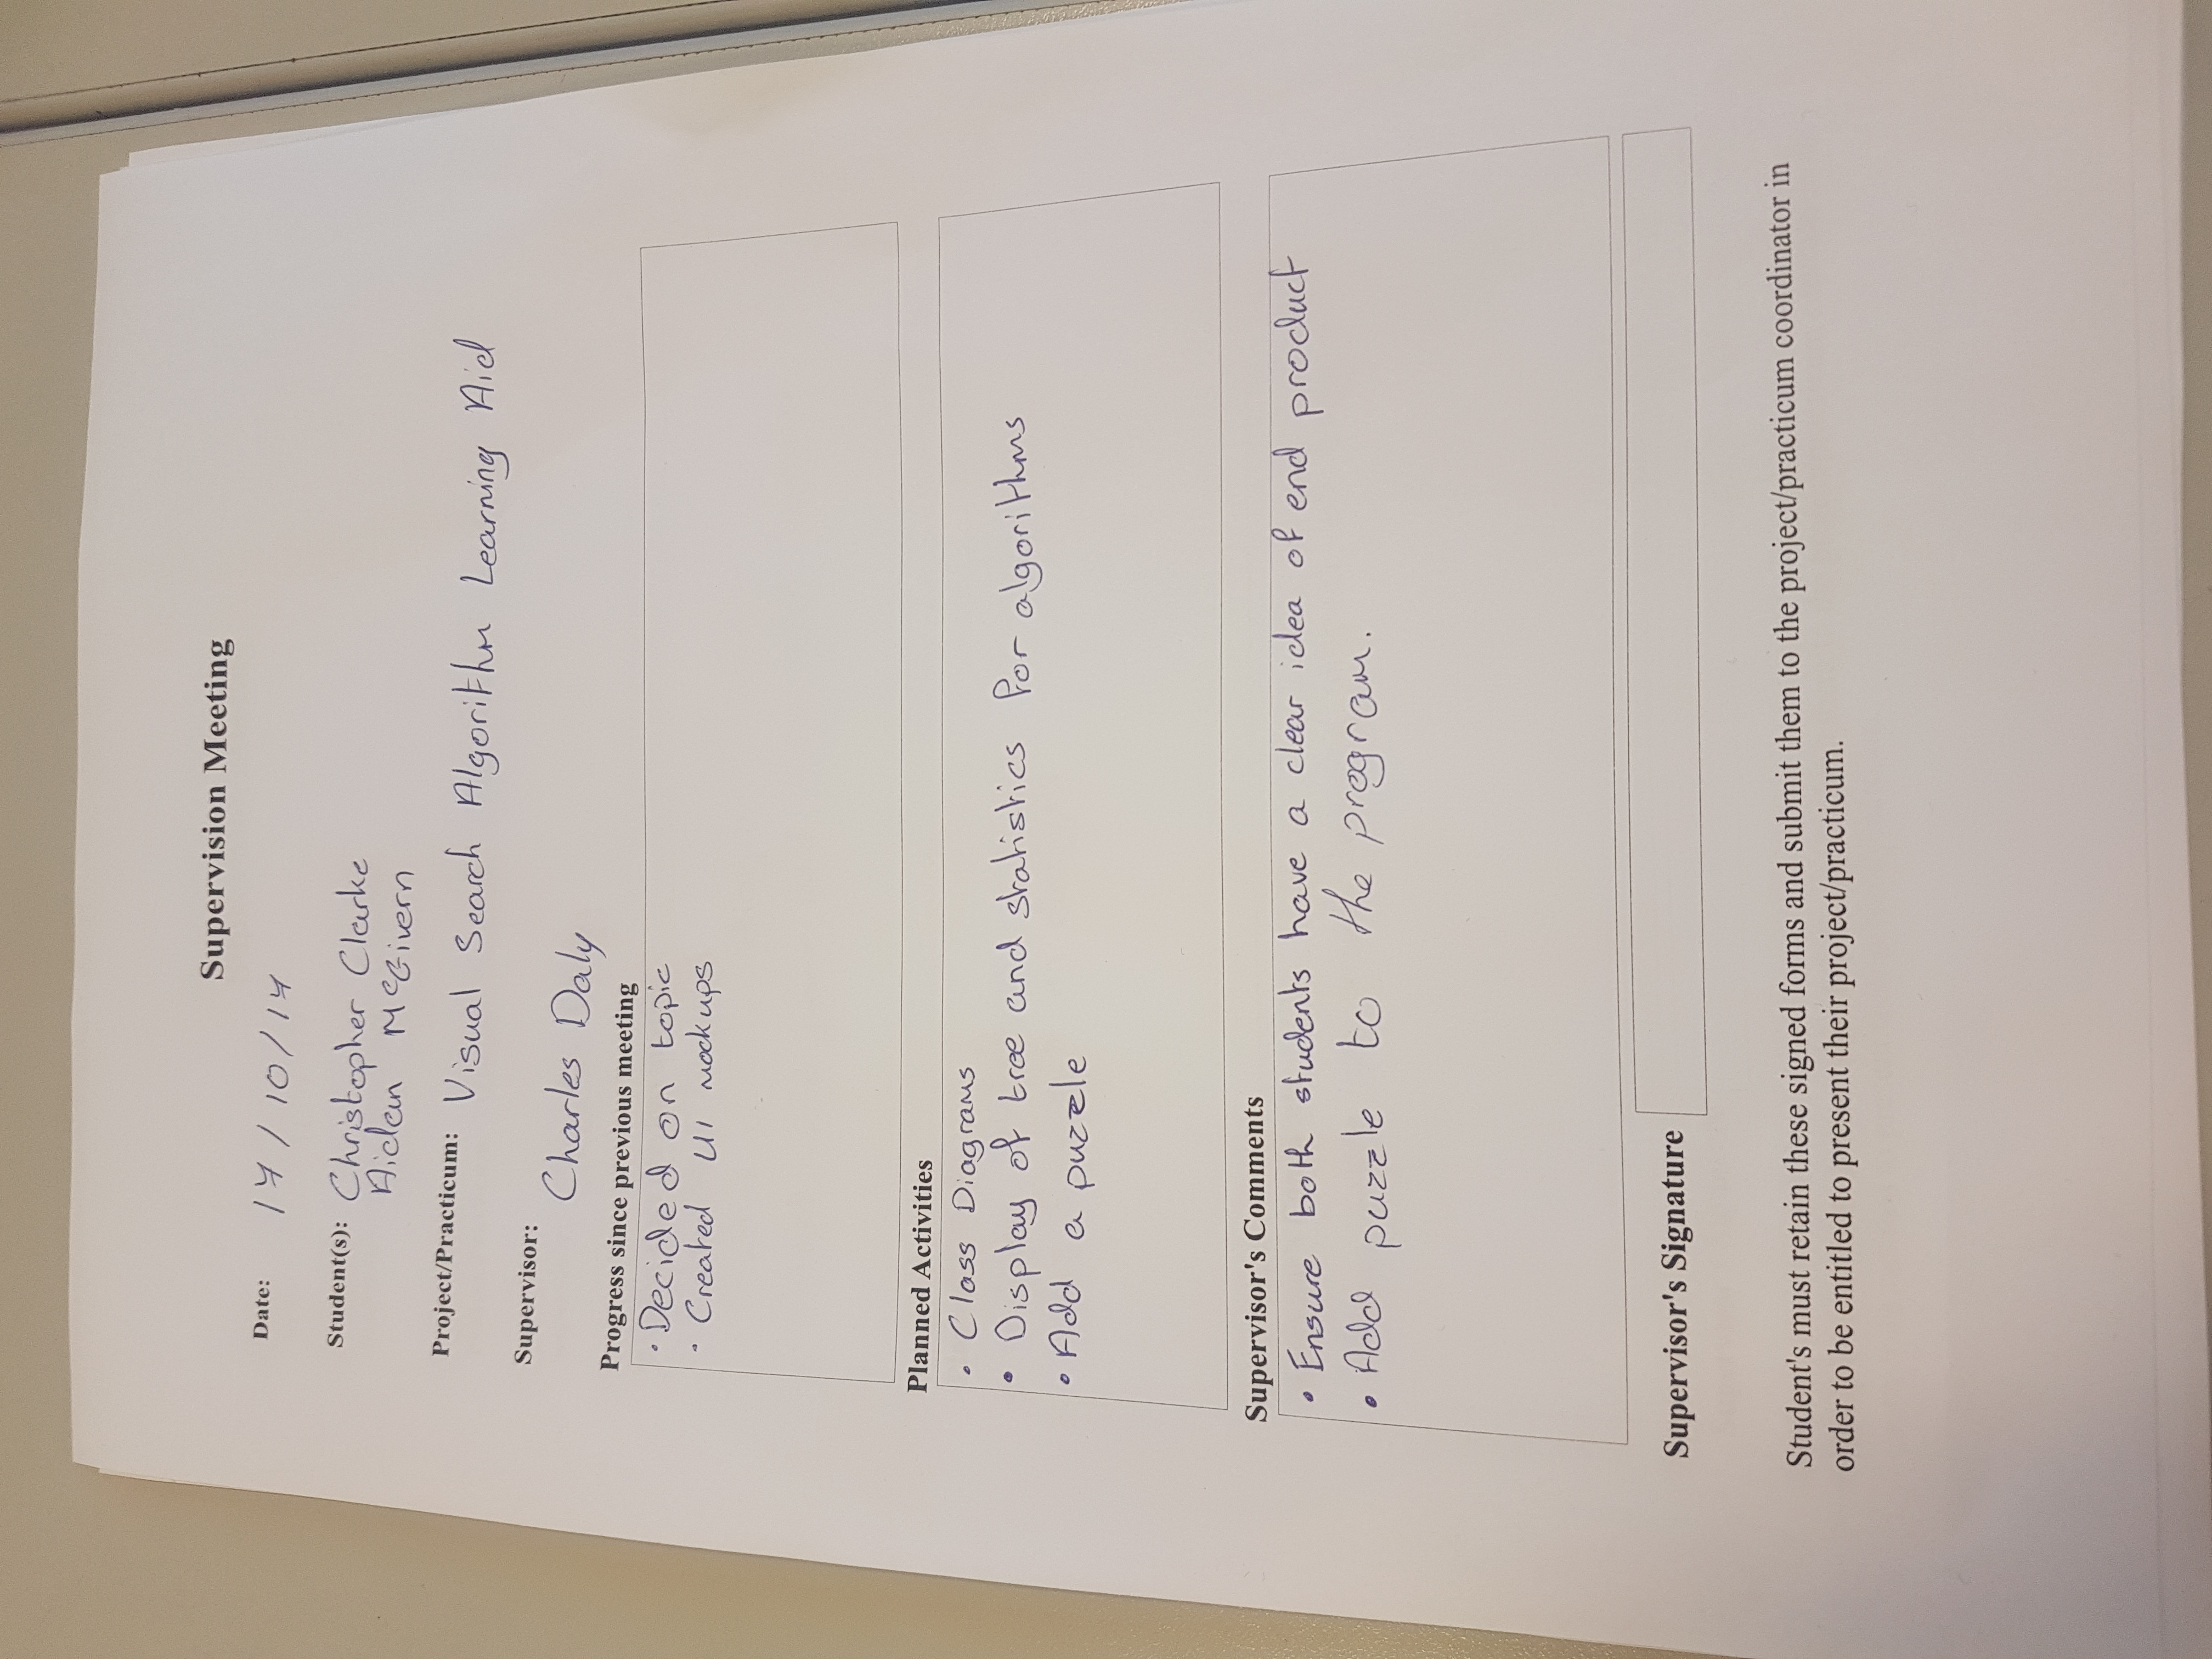 Supervision Meeting
Date: 17/10/17
Student(s): Christopher Clarke
Aidan McGivern
Project/Practicum: Visual Search Algorithm Learning Aid
Supervisor:
Charles Daly
Progress since previous meeting
• Decided on topic
• Created UI mockups
Planned Activities
• Class Diagrams
• Display of tree and statistics for algorithms
• Add a puzzle
Supervisor's Comments
• Ensure both students have a clear idea of end product
• Add puzzle to the program.
Supervisor's Signature
Student's must retain these signed forms and submit them to the project/practicum coordinator in
order to be entitled to present their project/practicum.